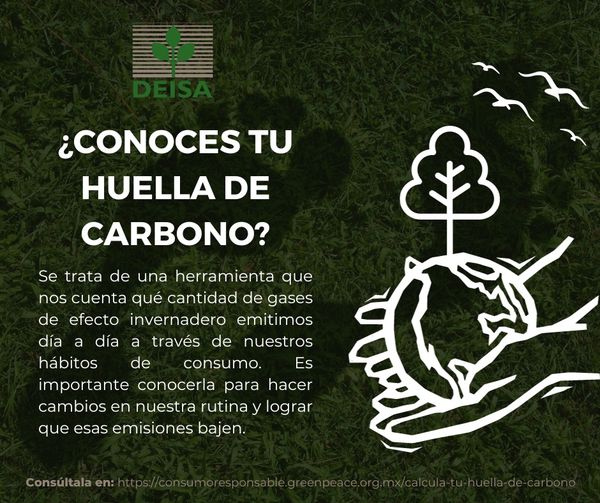 DEISA
¿CONOCES TU
HUELLA DE
CARBONO?
Se trata de una herramienta que
nos cuenta qué cantidad de gases
de efecto invernadero emitimos
día a día a través de nuestros
hábitos de consumo. Es
importante conocerla para hacer
cambios en nuestra rutina y lograr
que esas emisiones bajen.
Consúltala en: https://consumoresponsable.greenpeace.org.mx/calcula-tu-huella-de-carbono